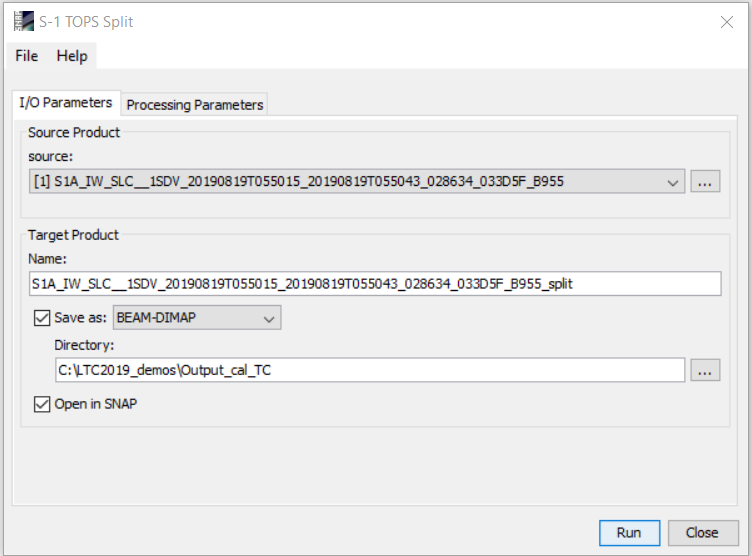 S-1 TOPS Split
File Help
I/O Parameters Processing Parameters
Source Product
source:
[1] S1A_IW_SLC__1SDV_20190819T055015_20190819T055043_028634_033D5F_B955
...
Target Product
Name:
S1A_IW_SLC__1SDV_20190819T055015_20190819T055043_028634_033D5F_B955_split
Save as: BEAM-DIMAP
Directory:
C:\LTC2019_demos\Output_cal_TC
...
Open in SNAP
Run Close